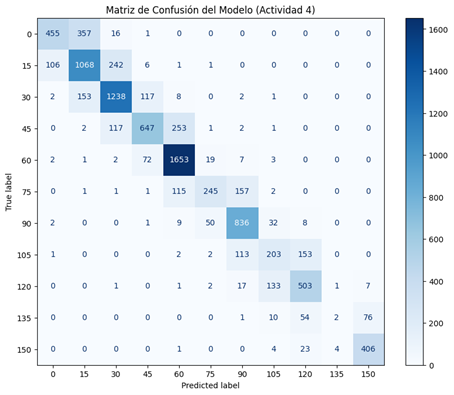 Matriz de Confusión del Modelo (Actividad 4)
0 455 357 16 1 0 0 0 0 0 0 0
15 106 1068 242 6 1 1 0 0 0 0 0
30 2 153 1238 117 8 0 2 1 0 0 0
45 0 2 117 647 253 1 2 1 0 0 0
60 2 1 2 72 1653 19 7 3 0 0 0
75 0 1 1 1 115 245 157 2 0 0 0
90 2 0 0 1 9 50 836 32 8 0 0
105 1 0 0 0 2 2 113 203 153 0 0
120 0 0 1 0 1 2 17 133 503 1 7
135 0 0 0 0 0 0 1 10 54 2 76
150 0 0 0 0 1 0 0 4 23 4 406
0 15 30 45 60 75 90 105 120 135 150
True label
Predicted label
1600
1400
1200
1000
800
600
400
200
0